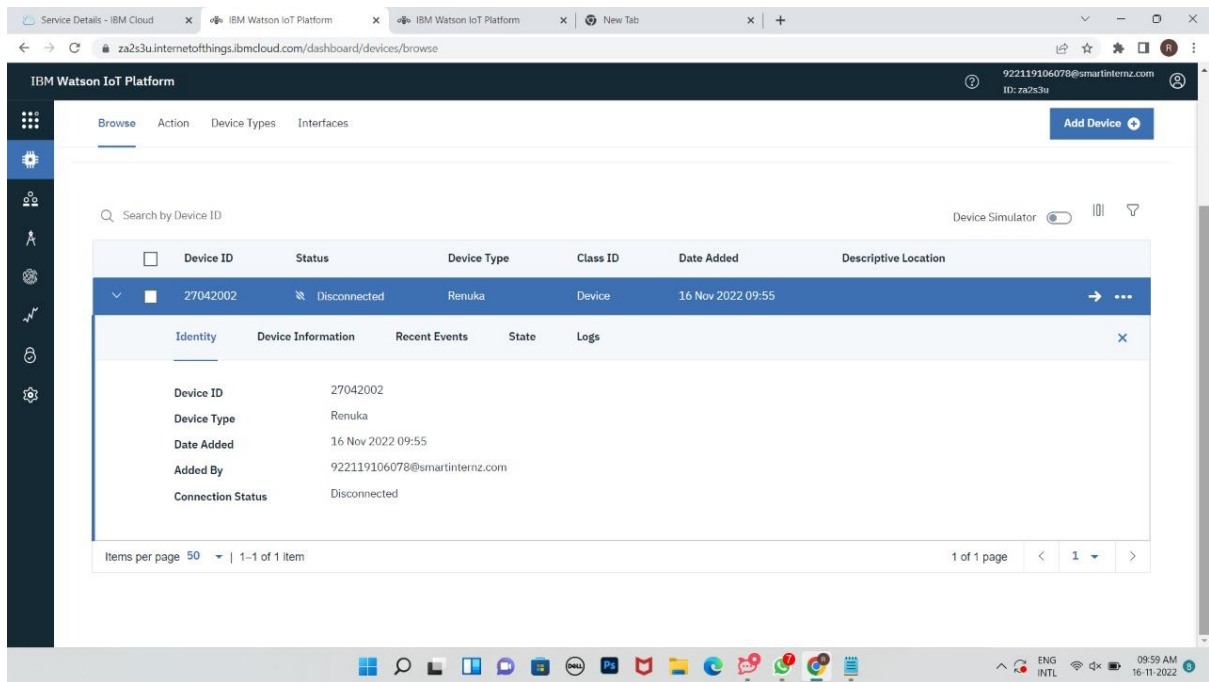 Service Details - IBM Cloud
IBM Watson IoT Platform
IBM Watson IoT Platform
New Tab
za2s3u.internetofthings.ibmcloud.com/dashboard/devices/browse
R
IBM Watson IoT Platform
922119106078@smartinternz.com
ID: za2s3u
Browse Action Device Types Interfaces
Add Device
Search by Device ID
Device Simulator
Device ID Status Device Type Class ID Date Added Descriptive Location
27042002 Disconnected Renuka Device 16 Nov 2022 09:55
Identity Device Information Recent Events State Logs
Device ID 27042002
Device Type Renuka
Date Added 16 Nov 2022 09:55
Added By 922119106078@smartinternz.com
Connection Status Disconnected
Items per page 50 | 1–1 of 1 item
1 of 1 page 1
DELL
Ps
7
ENG
INTL
09:59 AM
16-11-2022
8